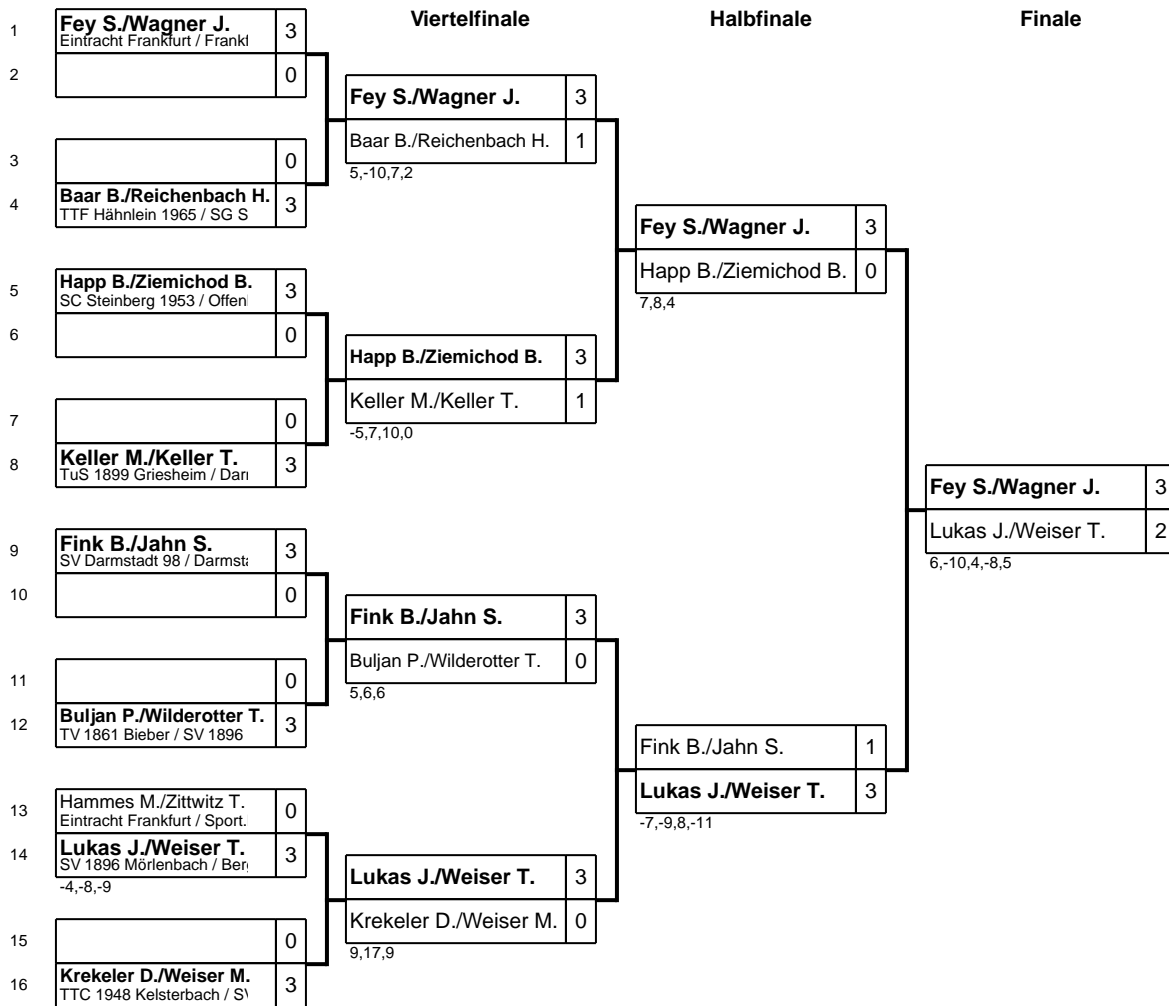 Viertelfinale
Halbfinale
Finale
1
Fey S./Wagner J.
3
Eintracht Frankfurt / Frankf
2
0
3
0
4
Baar B./Reichenbach H.
3
TTF Hähnlein 1965 / SG S
5
Happ B./Ziemichod B.
3
SC Steinberg 1953 / Offen
6
0
7
0
8
Keller M./Keller T.
3
TuS 1899 Griesheim / Dar
9
Fink B./Jahn S.
3
SV Darmstadt 98 / Darmsta
10
0
11
0
12
Buljan P./Wilderotter T.
3
TV 1861 Bieber / SV 1896
13
Hammes M./Zittwitz T.
0
Eintracht Frankfurt / Sport.
14
Lukas J./Weiser T.
3
SV 1896 Mörlenbach / Ber
-4,-8,-9
15
0
16
Krekeler D./Weiser M.
3
TTC 1948 Kelsterbach / SV
Fey S./Wagner J.
3
Baar B./Reichenbach H.
1
5,-10,7,2
Happ B./Ziemichod B.
3
Keller M./Keller T.
1
-5,7,10,0
Fink B./Jahn S.
3
Buljan P./Wilderotter T.
0
5,6,6
Lukas J./Weiser T.
3
Krekeler D./Weiser M.
0
9,17,9
Fey S./Wagner J.
3
Happ B./Ziemichod B.
0
7,8,4
Fink B./Jahn S.
1
Lukas J./Weiser T.
3
-7,-9,8,-11
Fey S./Wagner J.
3
Lukas J./Weiser T.
2
6,-10,4,-8,5